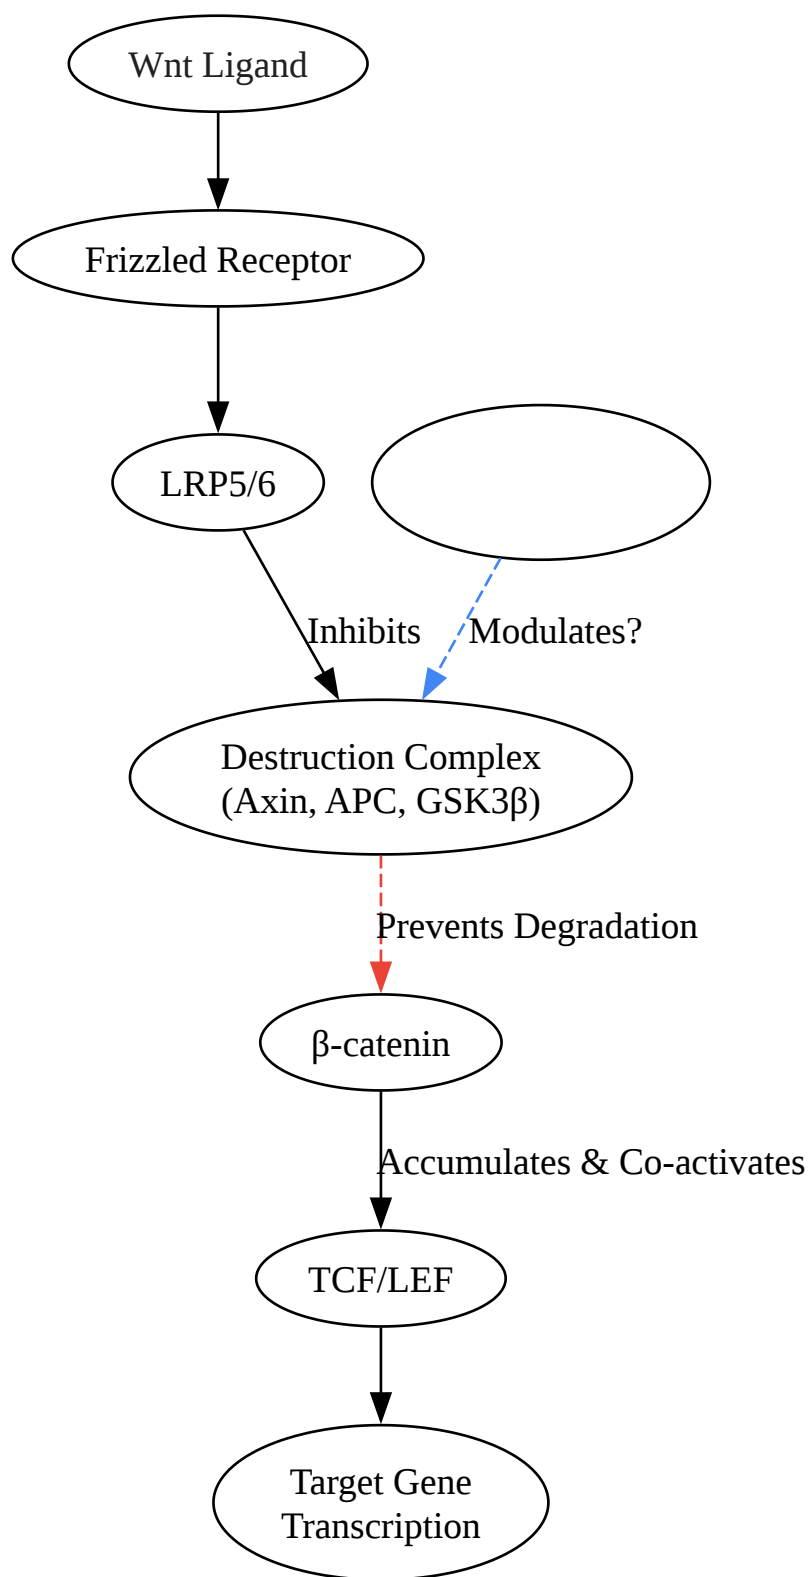 Wnt Ligand
Frizzled Receptor
LRP5/6
Inhibits
Modulates?
Destruction Complex
(Axin, APC, GSK3β)
Prevents Degradation
β-catenin
Accumulates & Co-activates
TCF/LEF
Target Gene
Transcription